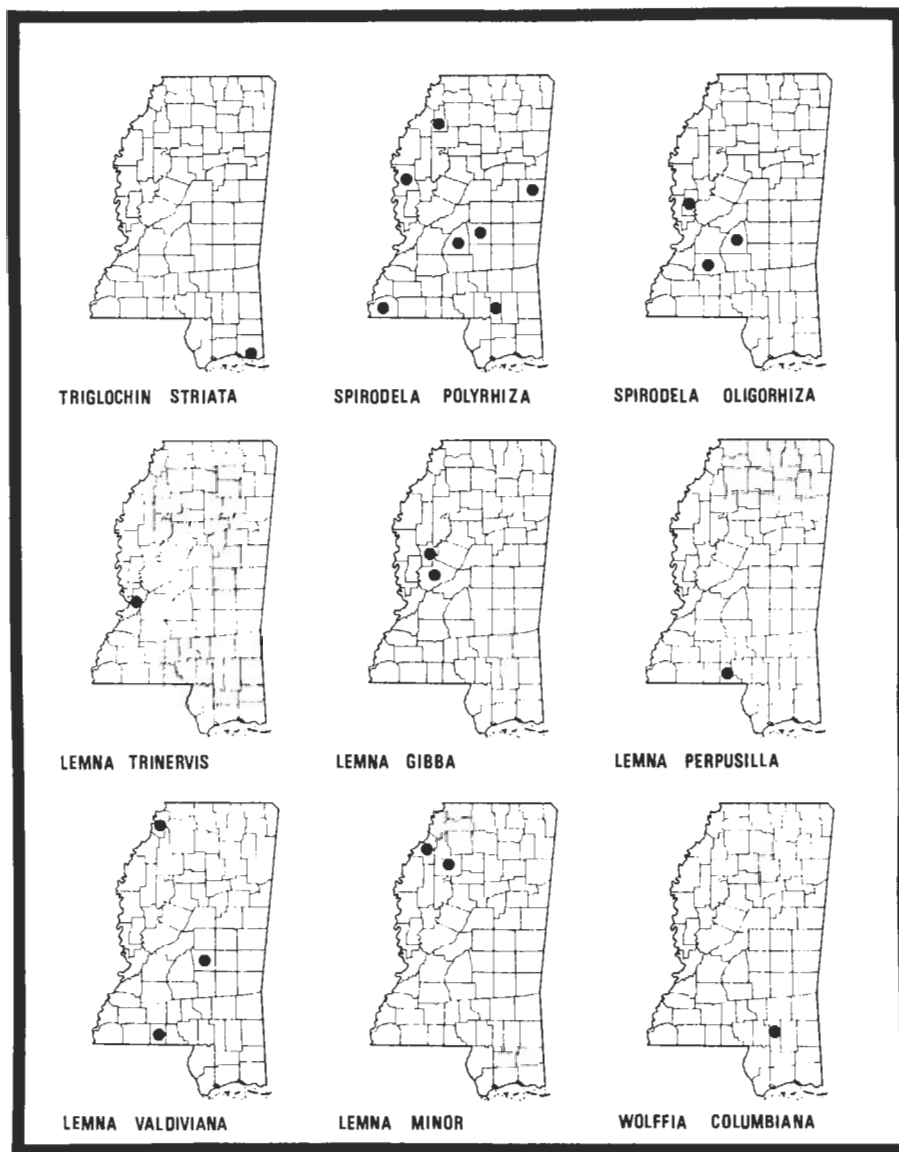 TRIGLOCHIN STRIATA
SPIRODELA POLYRHIZA
SPIRODELA OLIGORHIZA
LEMNA TRINERVIS
LEMNA GIBBA
LEMNA PERPUSILLA
LEMNA VALDIVIANA
LEMNA MINOR
WOLFFIA COLUMBIANA